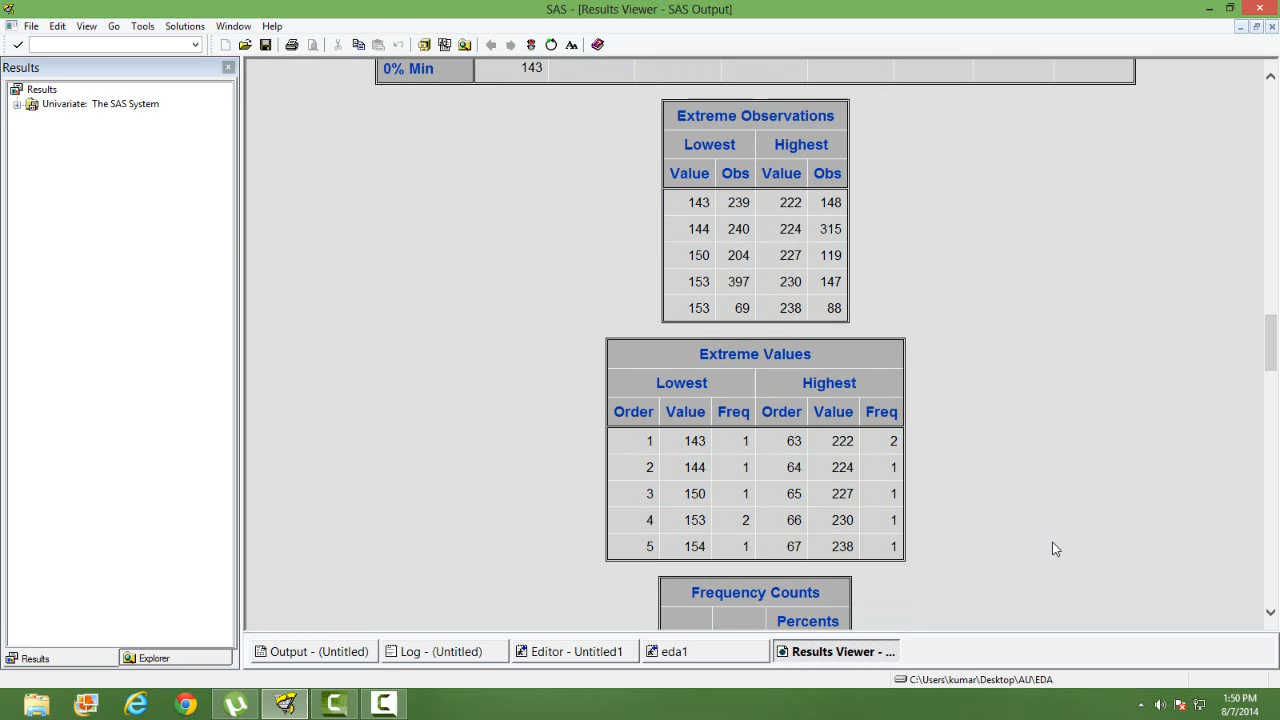 SAS - [Results Viewer - SAS Output]
File Edit View Go Tools Solutions Window Help
Results
Results
Univariate: The SAS System
0% Min 143
Extreme Observations
Lowest Highest
Value Obs Value Obs
143 239 222 148
144 240 224 315
150 204 227 119
153 397 230 147
153 69 238 88
Extreme Values
Lowest Highest
Order Value Freq Order Value Freq
1 143 1 63 222 2
2 144 1 64 224 1
3 150 1 65 227 1
4 153 2 66 230 1
5 154 1 67 238 1
Frequency Counts
Percents
Results Explorer
Output - (Untitled) Log - (Untitled) Editor - Untitled1 eda1 Results Viewer - ...
C:\Users\kumar\Desktop\AU\EDA
1:50 PM
8/7/2014